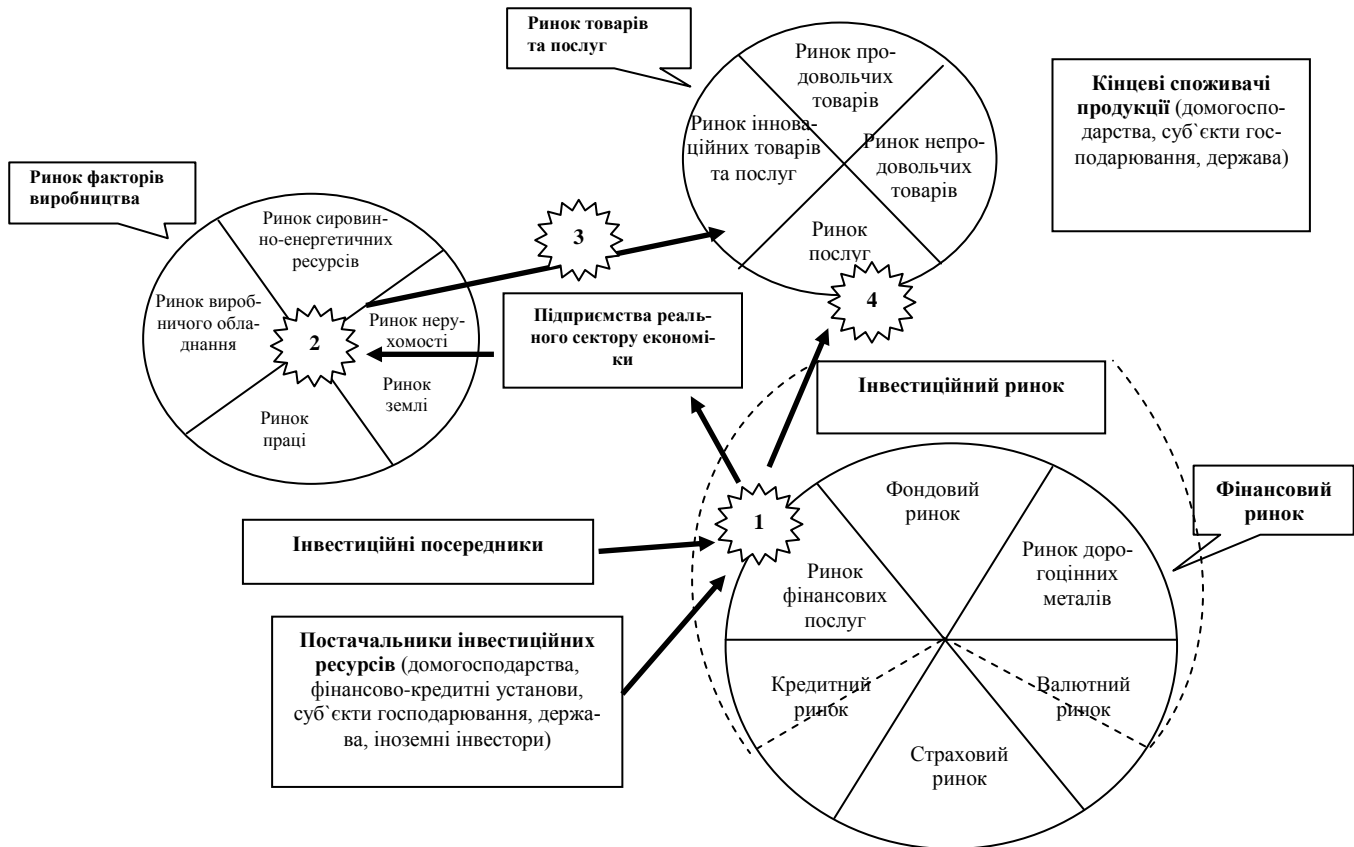 Ринок товарів
та послуг
Ринок про-
довольчих
товарів
Ринок іннова-
ційних товарів
та послуг
Ринок непро-
довольчих
товарів
Ринок
послуг
Кінцеві споживачі
продукції (домогоспо-
дарства, суб`єкти гос-
подарювання, держава)
Ринок факторів
виробництва
Ринок сировин-
но-енергетичних
ресурсів
Ринок вироб-
ничого облад-
нання
Ринок неру-
хомості
Ринок
землі
Ринок
праці
2
3
4
Підприємства реаль-
ного сектору економі-
ки
Інвестиційний ринок
1
Інвестиційні посередники
Постачальники інвестиційних
ресурсів (домогосподарства,
фінансово-кредитні установи,
суб`єкти господарювання, держа-
ва, іноземні інвестори)
Фінансовий
ринок
Фондовий
ринок
Ринок доро-
гоцінних
металів
Ринок
фінансових
послуг
Кредитний
ринок
Валютний
ринок
Страховий
ринок